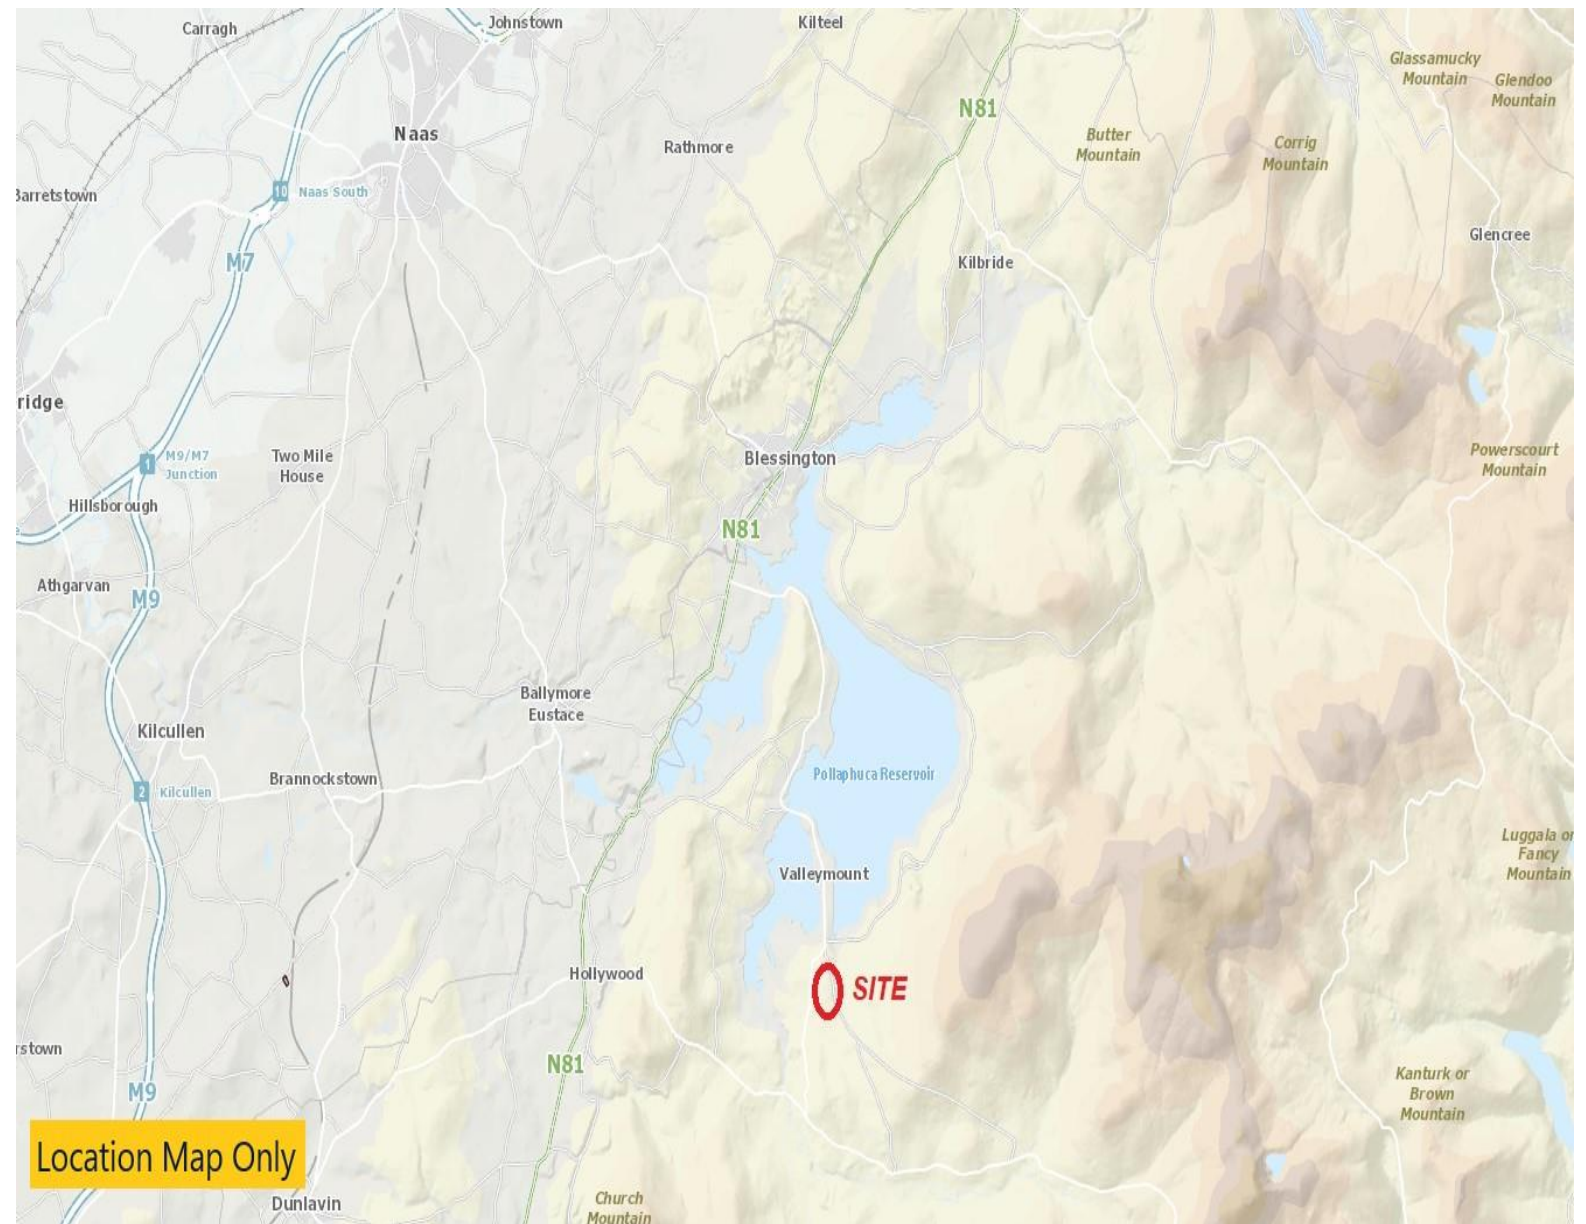 Carragh
Johnstown
Kilteel
Glassamucky
Mountain
Glendoo
Mountain
N81
Naas
Rathmore
Butter
Mountain
Corrig
Mountain
Barretstown
10
Naas South
Glencree
M7
Kilbride
ridge
Two Mile
House
1
M9/M7
Junction
Blessington
Powerscourt
Mountain
Hillsborough
e
N81
Athgarvan
M9
Ballymore
Eustace
Kilcullen
Brannockstown
2
Kilcullen
Pollaphuca Reservoir
Luggala or
Fancy
Mountain
Valleymount
Hollywood
SITE
rstown
N81
M9
Kanturk or
Brown
Mountain
Location Map Only
Dunlavin
Church
Mountain